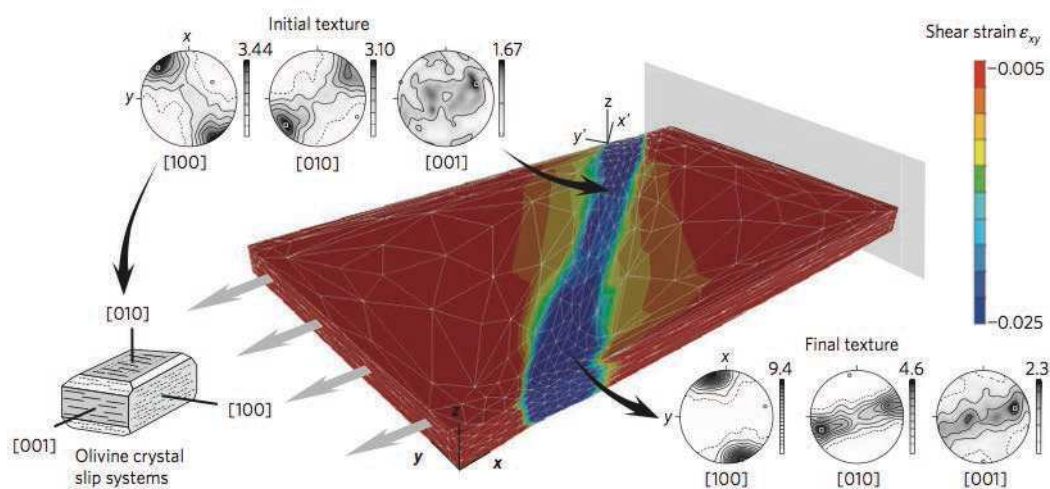 Initial texture
x
3.44
3.10
1.67
y
[100]
[010]
[001]
z
y′
x′
Shear strain εxy
−0.005
−0.025
[010]
[100]
[001]
Olivine crystal
slip systems
z
y
x
Final texture
x
9.4
4.6
2.3
y
[100]
[010]
[001]